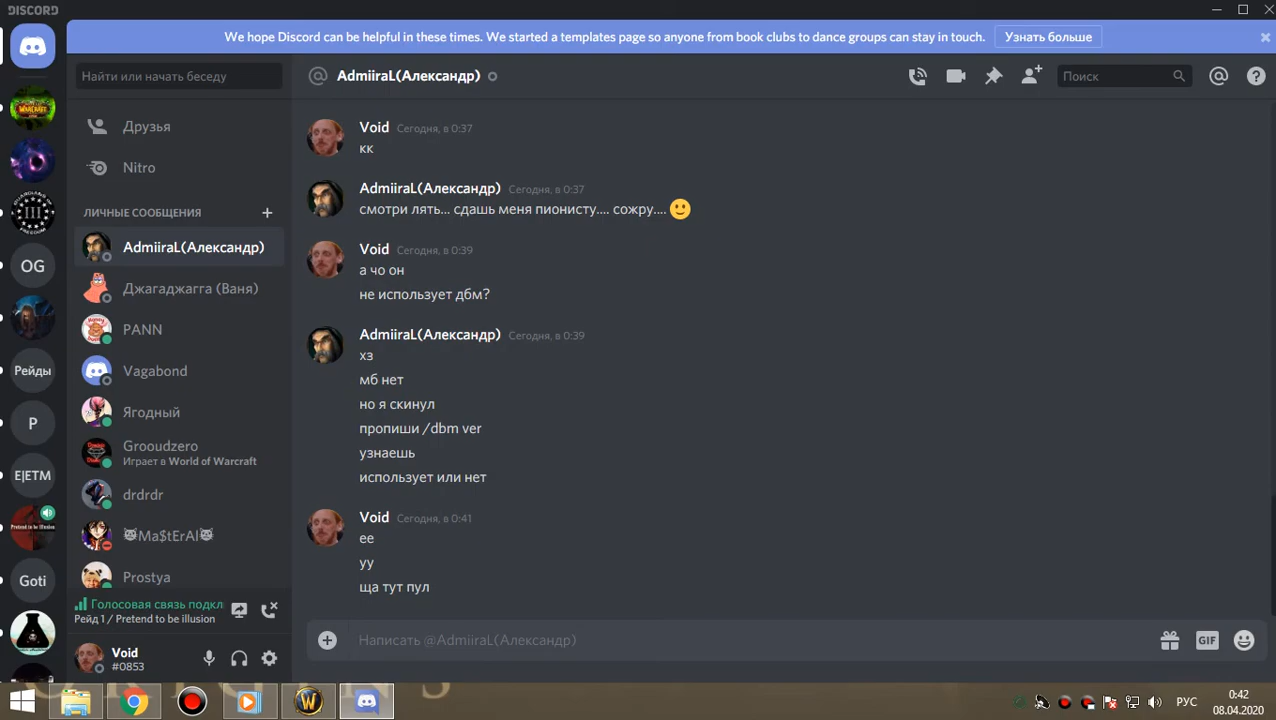 DISCORD
We hope Discord can be helpful in these times. We started a templates page so anyone from book clubs to dance groups can stay in touch.
Узнать больше
Найти или начать беседу
AdmiiraL(Александр)
Поиск
Друзья
Nitro
ЛИЧНЫЕ СООБЩЕНИЯ
AdmiiraL(Александр)
Джагаджагга (Ваня)
PANN
Vagabond
Ягодный
Grooudzero
Играет в World of Warcraft
drdrdr
😈Ma$tErAl😈
Prostya
Голосовая связь подкл
Рейд 1 / Pretend to be illusion
Void
#0853
III
OG
Рейды
Р
E|ETM
Pretend to be illusion
Goti
Void Сегодня, в 0:37
кк
AdmiiraL(Александр) Сегодня, в 0:37
смотри лять... сдашь меня пионисту.... сожру.... 🙂
Void Сегодня, в 0:39
а чо он
не использует дбм?
AdmiiraL(Александр) Сегодня, в 0:39
хз
мб нет
но я скинул
пропиши /dbm ver
узнаешь
использует или нет
Void Сегодня, в 0:41
ее
уу
ща тут пул
Написать @AdmiiraL(Александр)
GIF
РУС
0:42
08.04.2020